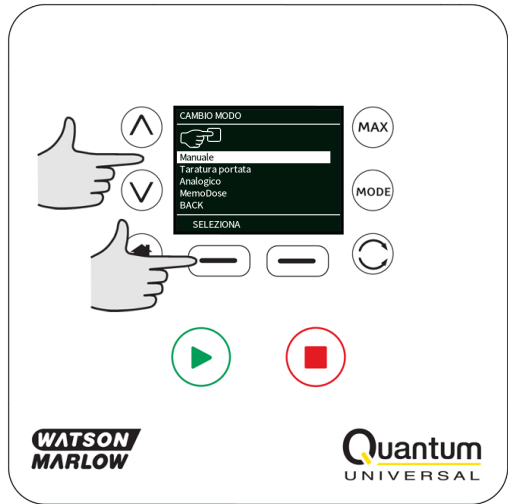 CAMBIO MODO
Manuale
Taratura portata
Analogico
MemoDose
BACK
SELEZIONA
MAX
MODE
WATSON
MARLOW
Quantum
UNIVERSAL